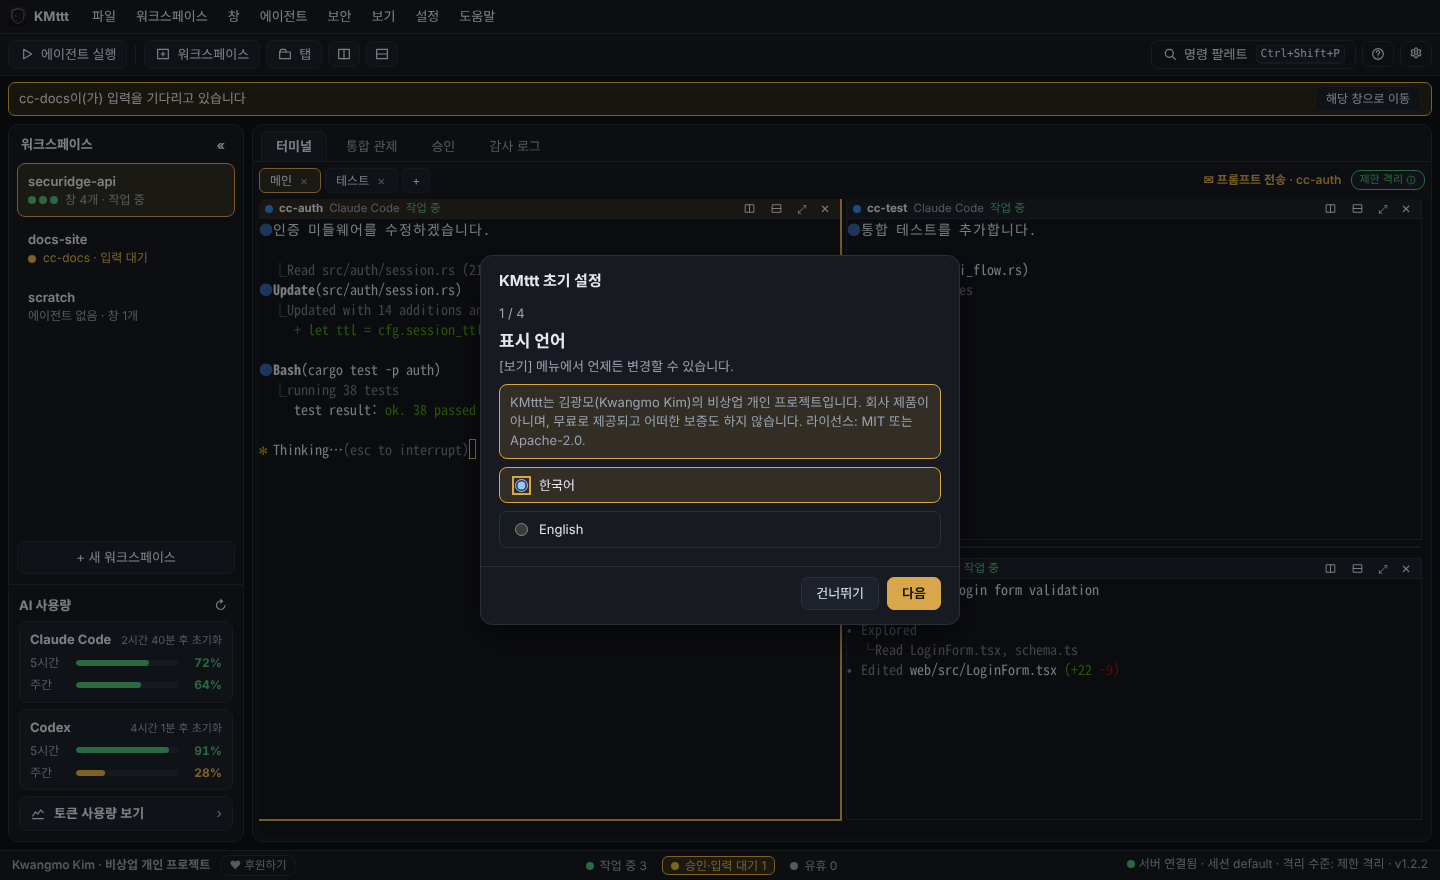 KMttt 파일 워크스페이스 창 에이전트 보안 보기 설정 도움말
에이전트 실행 워크스페이스 탭 명령 팔레트 Ctrl+Shift+P
cc-docs이(가) 입력을 기다리고 있습니다 해당 창으로 이동
워크스페이스 «
securidge-api
창 4개 · 작업 중
docs-site
cc-docs · 입력 대기
scratch
에이전트 없음 · 창 1개
+ 새 워크스페이스
AI 사용량
Claude Code 2시간 40분 후 초기화
5시간 72%
주간 64%
Codex 4시간 1분 후 초기화
5시간 91%
주간 28%
토큰 사용량 보기 ›
터미널 통합 관제 승인 감사 로그
메인 × 테스트 × +
프롬프트 전송 · cc-auth 제한 격리
cc-auth Claude Code 작업 중
인증 미들웨어를 수정하겠습니다.
Read src/auth/session.rs (21
Update(src/auth/session.rs)
Updated with 14 additions an
+ let ttl = cfg.session_ttl
Bash(cargo test -p auth)
running 38 tests
test result: ok. 38 passed
✻ Thinking…(esc to interrupt)
cc-test Claude Code 작업 중
통합 테스트를 추가합니다.
i_flow.rs)
es
작업 중
ogin form validation
• Explored
Read LoginForm.tsx, schema.ts
• Edited web/src/LoginForm.tsx (+22 -9)
KMttt 초기 설정
1 / 4
표시 언어
[보기] 메뉴에서 언제든 변경할 수 있습니다.
KMttt는 김광모(Kwangmo Kim)의 비상업 개인 프로젝트입니다. 회사 제품이
아니며, 무료로 제공되고 어떠한 보증도 하지 않습니다. 라이선스: MIT 또는
Apache-2.0.
한국어
English
건너뛰기 다음
Kwangmo Kim · 비상업 개인 프로젝트 ♥ 후원하기 작업 중 3 승인·입력 대기 1 유휴 0 서버 연결됨 · 세션 default · 격리 수준: 제한 격리 · v1.2.2